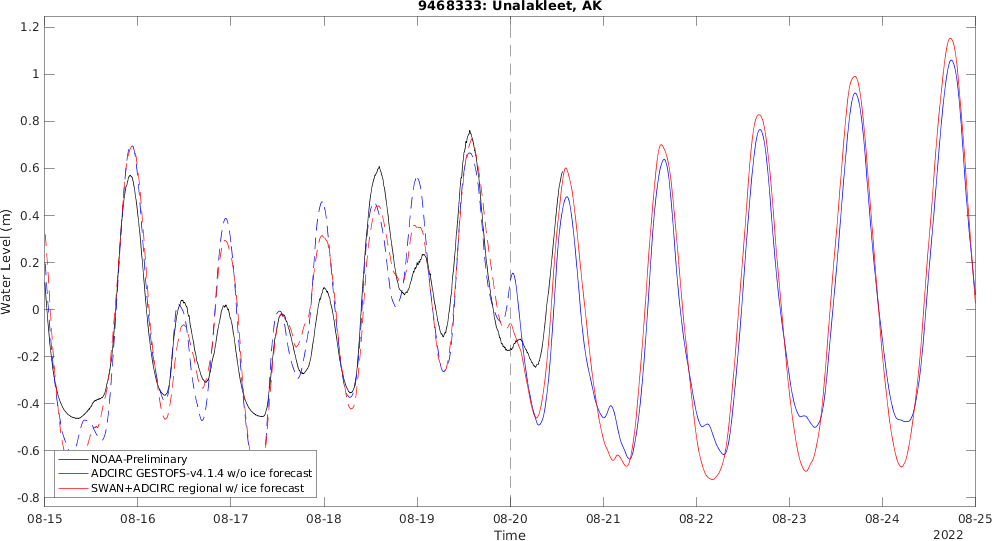 9468333: Unalakleet, AK
1.2
1
0.8
0.6
0.4
0.2
0
-0.2
-0.4
-0.6
-0.8
Water Level (m)
NOAA-Preliminary
ADCIRC GESTOFS-v4.1.4 w/o ice forecast
SWAN+ADCIRC regional w/ ice forecast
08-15 08-16 08-17 08-18 08-19 08-20 08-21 08-22 08-23 08-24 08-25
Time
2022